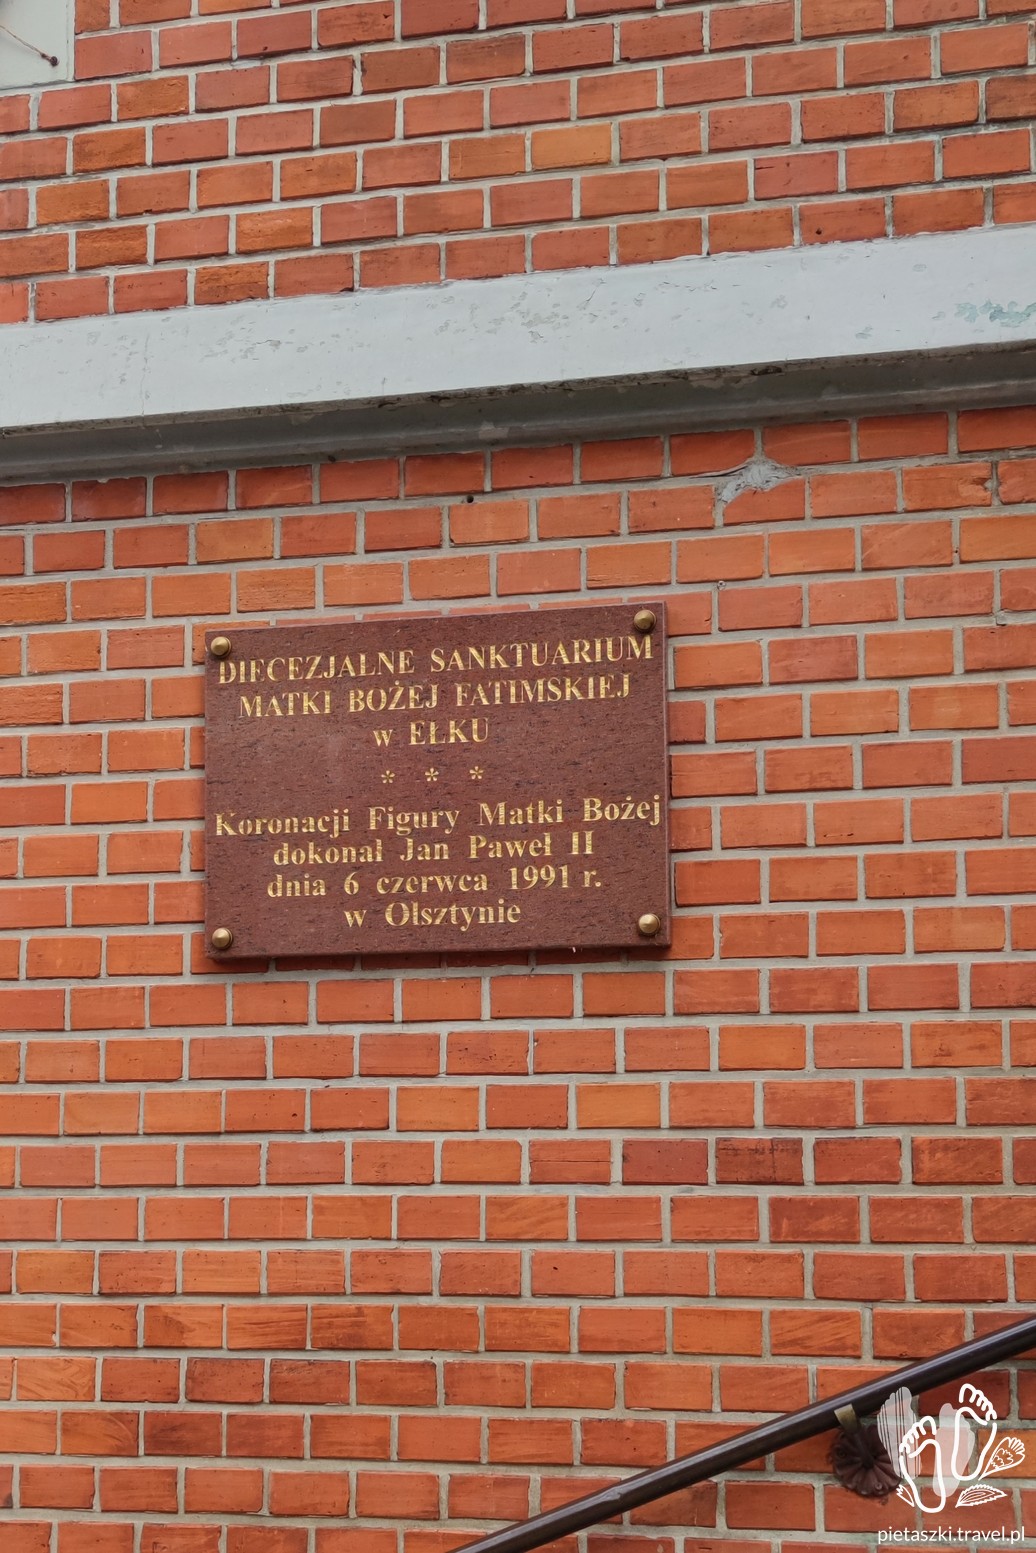 DIECEZJALNE SANKTUARIUM
MATKI BOŻEJ FATIMSKIEJ
w EŁKU
* * *
Koronacji Figury Matki Bożej
dokonał Jan Paweł II
dnia 6 czerwca 1991 r.
w Olsztynie
pietaszki.travel.pl